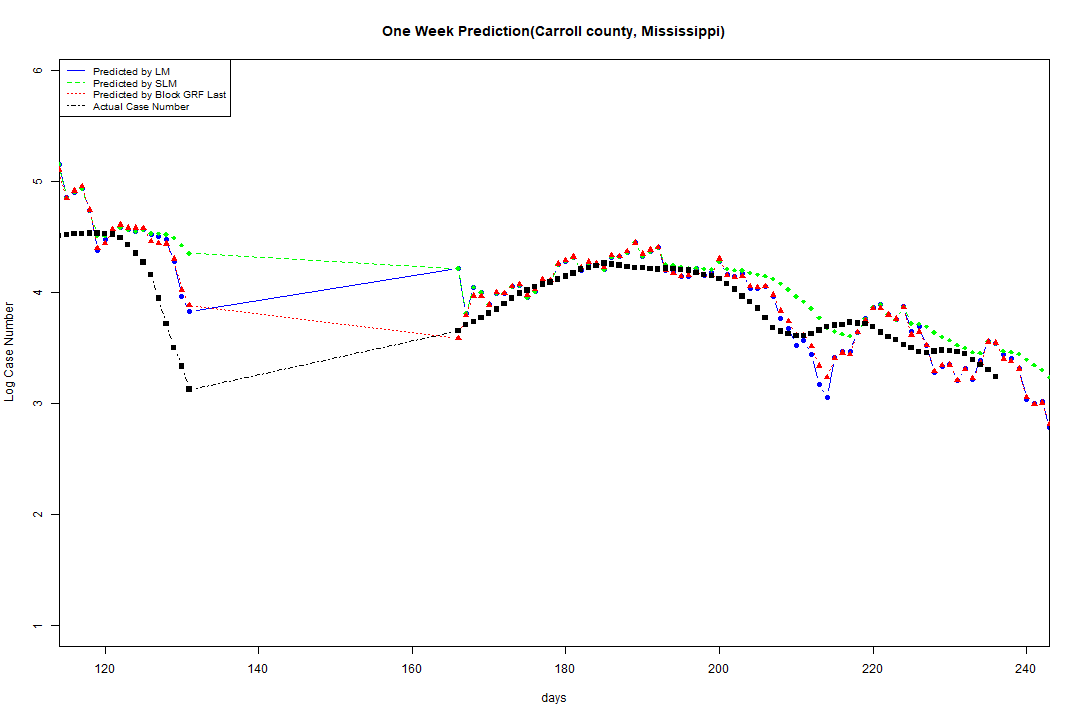 One Week Prediction(Carroll county, Mississippi)
Predicted by LM
Predicted by SLM
Predicted by Block GRF Last
Actual Case Number
Log Case Number
6
5
4
3
2
1
120 140 160 180 200 220 240
days